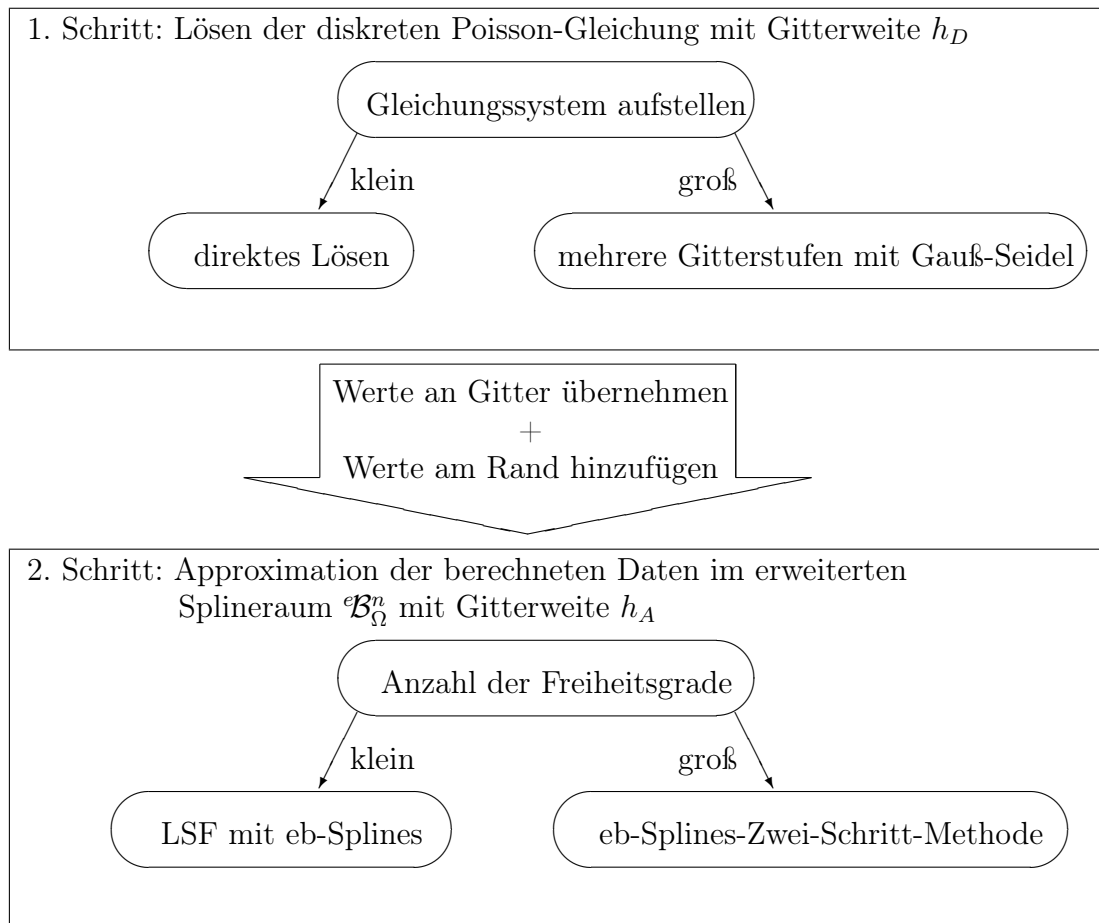 1. Schritt: Lösen der diskreten Poisson-Gleichung mit Gitterweite $h_D$
Gleichungssystem aufstellen
klein groß
direktes Lösen mehrere Gitterstufen mit Gauß-Seidel
Werte an Gitter übernehmen
+
Werte am Rand hinzufügen
2. Schritt: Approximation der berechneten Daten im erweiterten
Splineraum ${}^e\mathcal{B}^n_\Omega$ mit Gitterweite $h_A$
Anzahl der Freiheitsgrade
klein groß
LSF mit eb-Splines eb-Splines-Zwei-Schritt-Methode